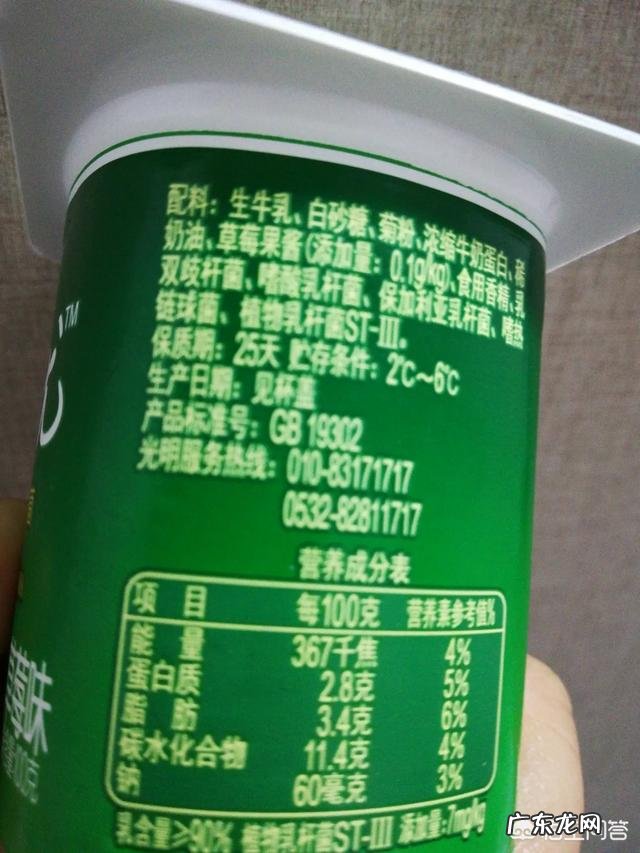 TM
配料：生牛乳、白砂糖、菊粉、浓缩牛奶蛋白、稀
奶油、草莓果酱（添加量：0.1g/kg）、食用香精、乳
双歧杆菌、嗜酸乳杆菌、保加利亚乳杆菌、嗜热
链球菌、植物乳杆菌ST-III。
保质期：25天 贮存条件：2℃～6℃
生产日期：见杯盖
产品标准号：GB 19302
光明服务热线：010-83171717
0532-82811717
营养成分表
项 目 每100克 营养素参考值%
能 量 367千焦 4%
蛋白质 2.8克 5%
脂 肪 3.4克 6%
碳水化合物 11.4克 4%
钠 60毫克 3%
乳含量≥90% 植物乳杆菌ST-III 添加量:7mg/kg
莓味
00克
广东龙网